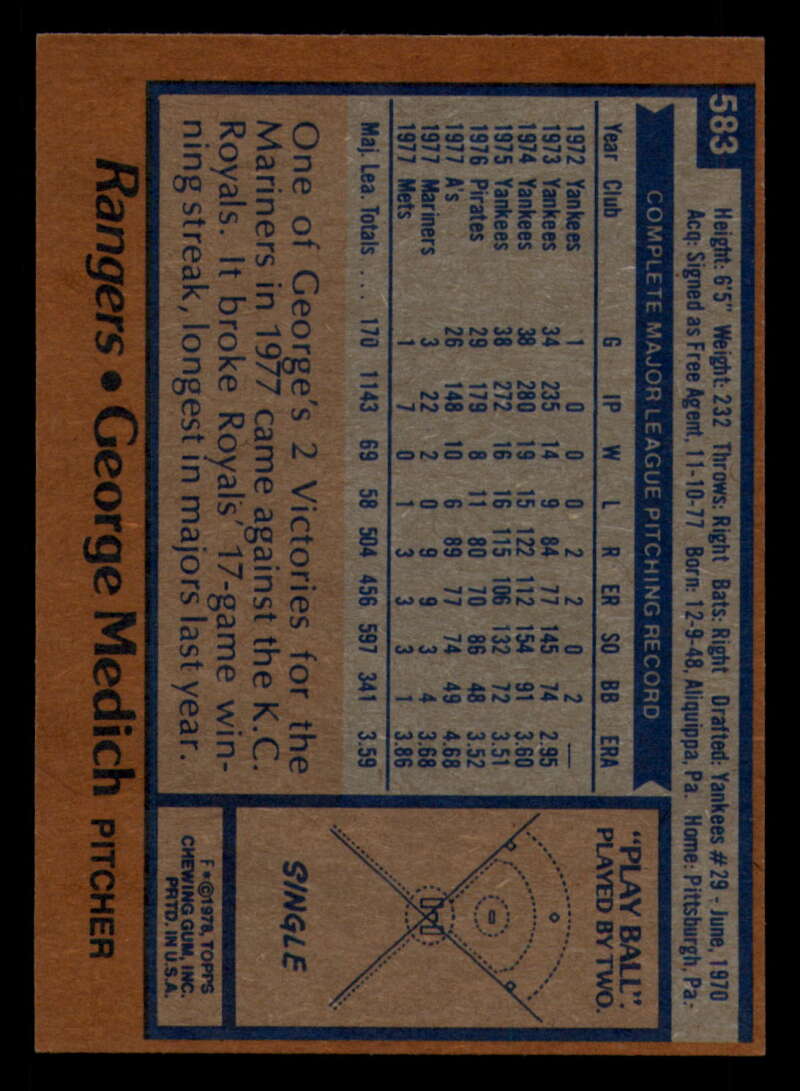 583
Height: 6'5" Weight: 232 Throws: Right Bats: Right Drafted: Yankees # 29 - June, 1970
Acq: Signed as Free Agent, 11-10-77 Born: 12-9-48, Aliquippa, Pa. Home: Pittsburgh, Pa.
COMPLETE MAJOR LEAGUE PITCHING RECORD
Year Club G IP W L R ER SO BB ERA
1972 Yankees 1 0 0 0 2 2 0 2 —
1973 Yankees 34 235 14 9 84 77 145 74 2.95
1974 Yankees 38 280 19 15 122 112 154 91 3.60
1975 Yankees 38 272 16 16 115 106 132 72 3.51
1976 Pirates 29 179 8 11 80 70 86 48 3.52
1977 A's 26 148 10 6 89 77 74 49 4.68
1977 Mariners 3 22 2 0 9 9 3 4 3.68
1977 Mets 1 7 0 1 3 3 3 1 3.86
Maj. Lea. Totals . . . 170 1143 69 58 504 456 597 341 3.59
One of George's 2 Victories for the
Mariners in 1977 came against the K.C.
Royals. It broke Royals' 17-game win-
ning streak, longest in majors last year.
"PLAY BALL".
PLAYED BY TWO.
SINGLE
F*©1978, TOPPS
CHEWING GUM, INC.
PRTD. IN U.S.A.
Rangers • George Medich PITCHER